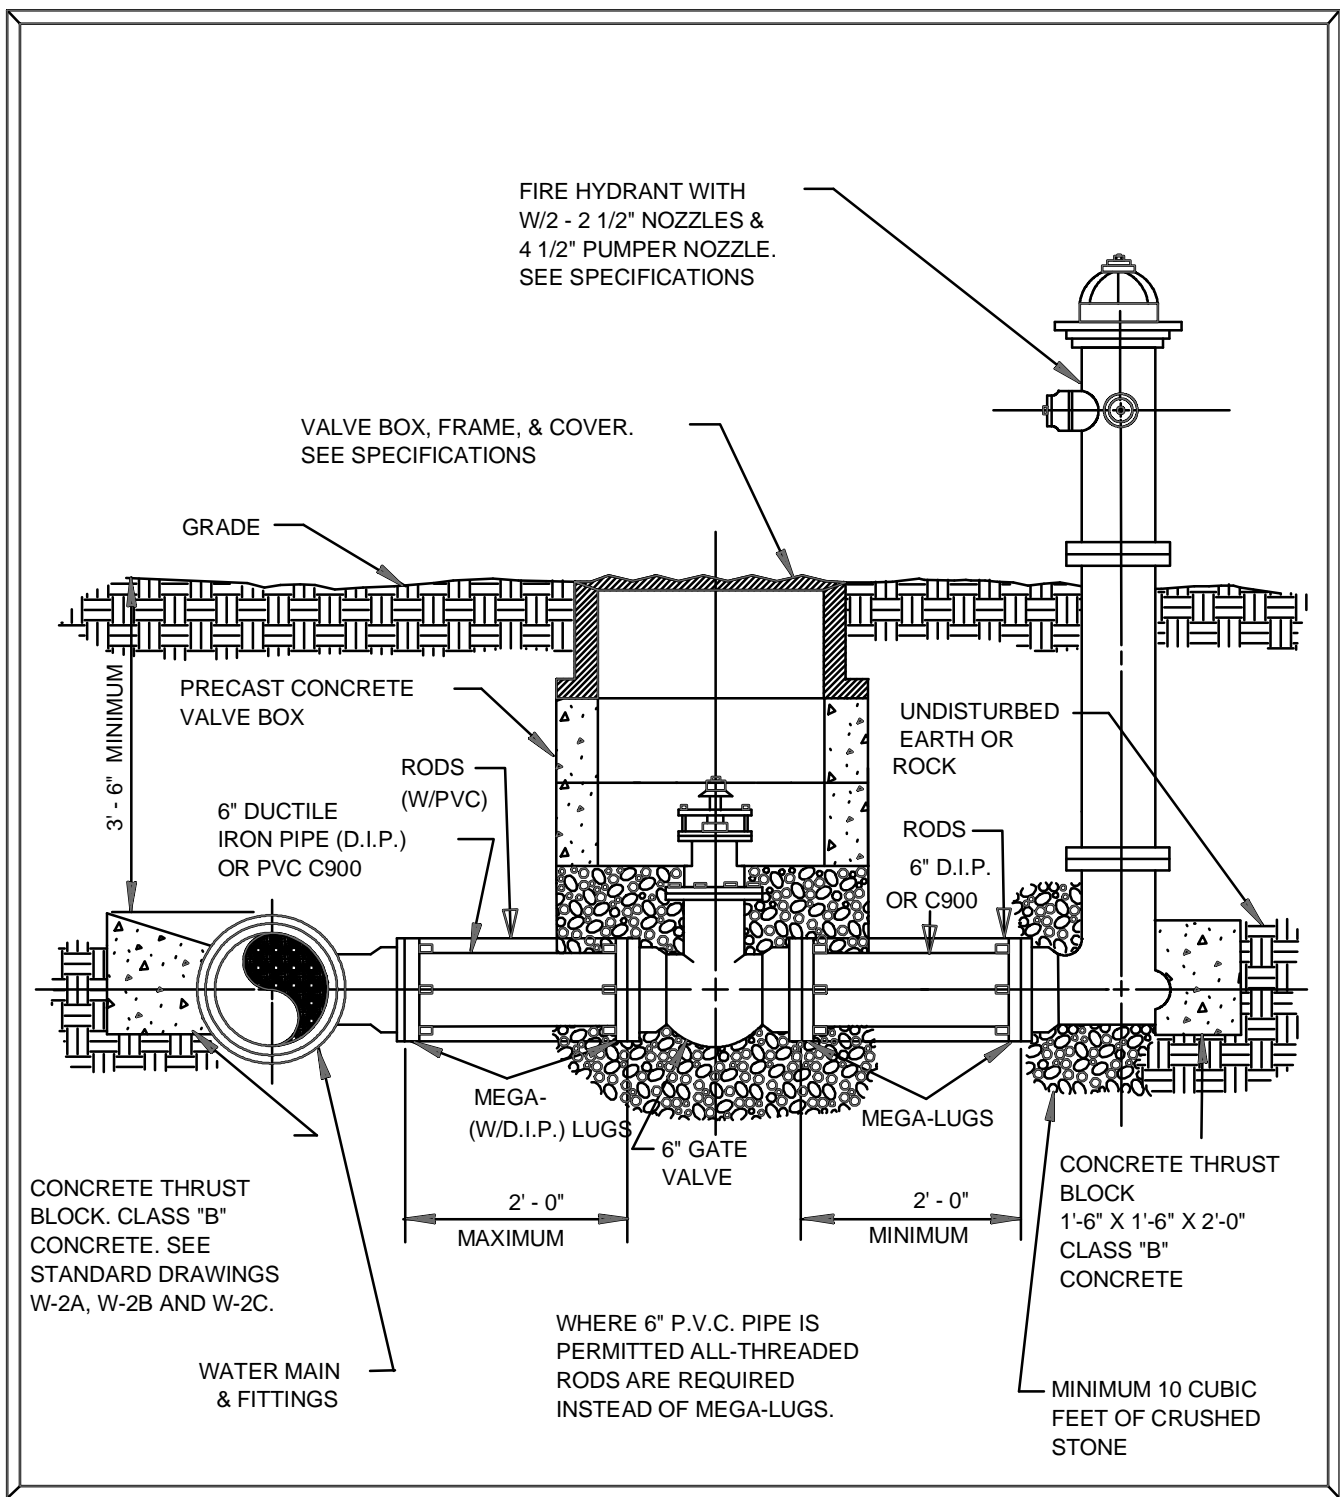 FIRE HYDRANT WITH
W/2 - 2 1/2" NOZZLES &
4 1/2" PUMPER NOZZLE.
SEE SPECIFICATIONS
VALVE BOX, FRAME, & COVER.
SEE SPECIFICATIONS
GRADE
3' - 6" MINIMUM
PRECAST CONCRETE
VALVE BOX
UNDISTURBED
EARTH OR
ROCK
RODS
(W/PVC)
6" DUCTILE
IRON PIPE (D.I.P.)
OR PVC C900
RODS
6" D.I.P.
OR C900
MEGA-
(W/D.I.P.) LUGS
6" GATE
VALVE
MEGA-LUGS
2' - 0"
MAXIMUM
2' - 0"
MINIMUM
CONCRETE THRUST
BLOCK
1'-6" X 1'-6" X 2'-0"
CLASS "B"
CONCRETE
CONCRETE THRUST
BLOCK. CLASS "B"
CONCRETE. SEE
STANDARD DRAWINGS
W-2A, W-2B AND W-2C.
WATER MAIN
& FITTINGS
WHERE 6" P.V.C. PIPE IS
PERMITTED ALL-THREADED
RODS ARE REQUIRED
INSTEAD OF MEGA-LUGS.
MINIMUM 10 CUBIC
FEET OF CRUSHED
STONE